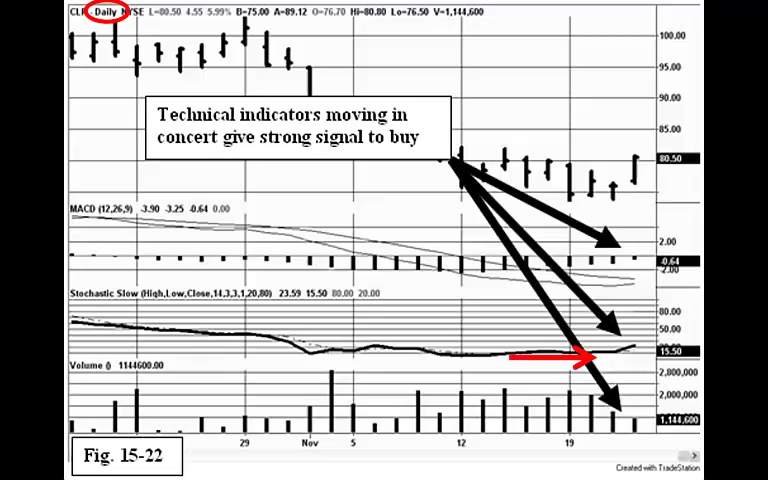 Daily NYSE L=80.50 4.55 5.99% B=75.00 A=89.12 O=76.70 Hi=80.80 Lo=76.50 V=1,144,600
100.00
95.00
90.00
Technical indicators moving in
concert give strong signal to buy
85.00
80.50
MACD (12,26,9) -3.90 -3.25 -0.64 0.00
2.00
-0.64
-2.00
Stochastic Slow (High,Low,Close,14,3,3,1,20,80) 23.59 15.50 80.00 20.00
80.00
50.00
15.50
Volume () 1144600.00
2,800,000
2,000,000
1,144,600
29 Nov 5 12 19
Fig. 15-22
Created with TradeStation